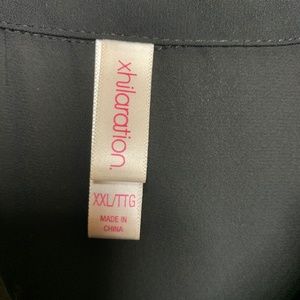 xhilaration.
XXL/TTG
MADE IN
CHINA